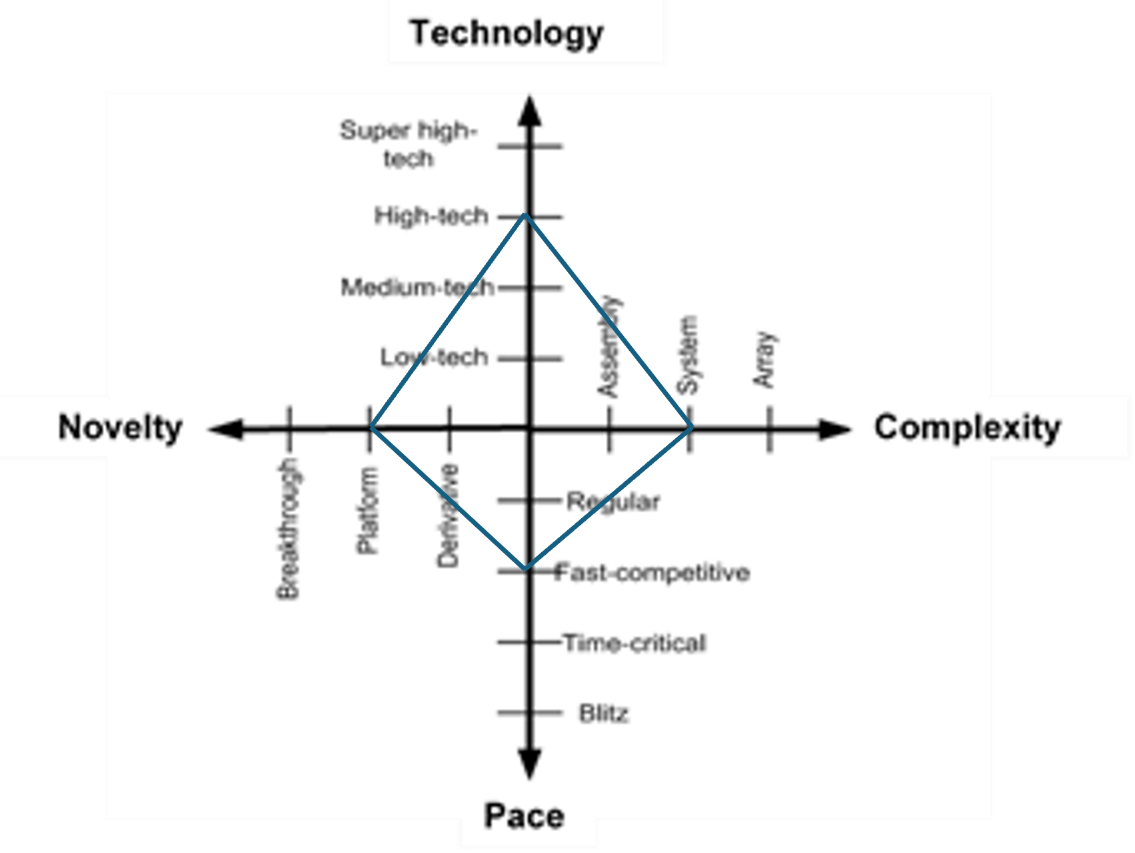 Technology
Super high-
tech
High-tech
Medium-tech
Low-tech
Assembly
System
Array
Novelty
Complexity
Breakthrough
Platform
Derivative
Regular
Fast-competitive
Time-critical
Blitz
Pace